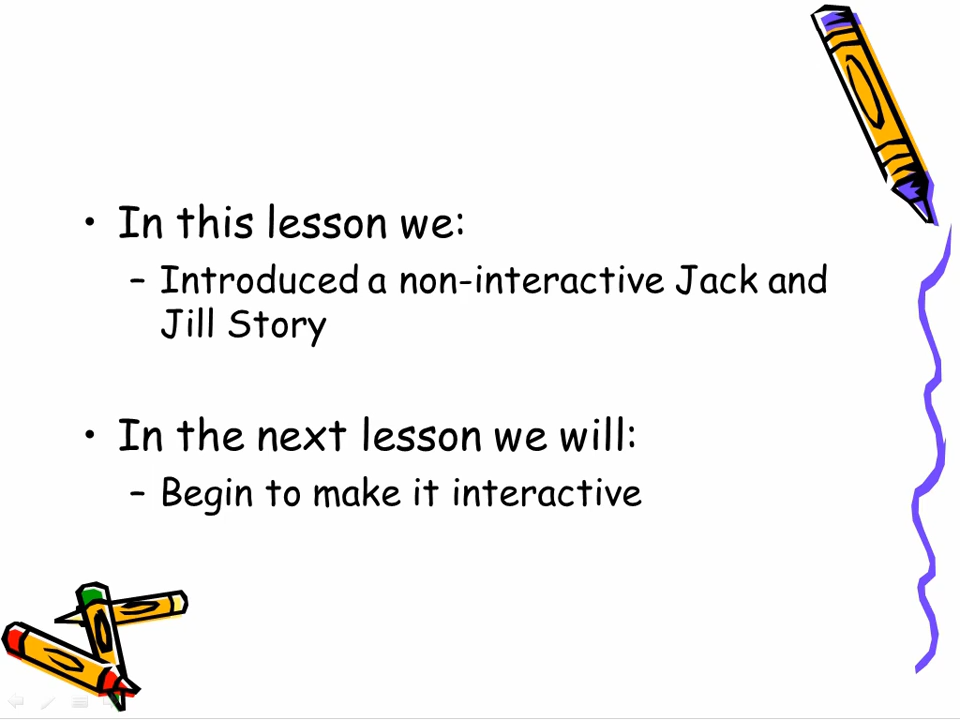 • In this lesson we:
– Introduced a non-interactive Jack and
Jill Story
• In the next lesson we will:
– Begin to make it interactive